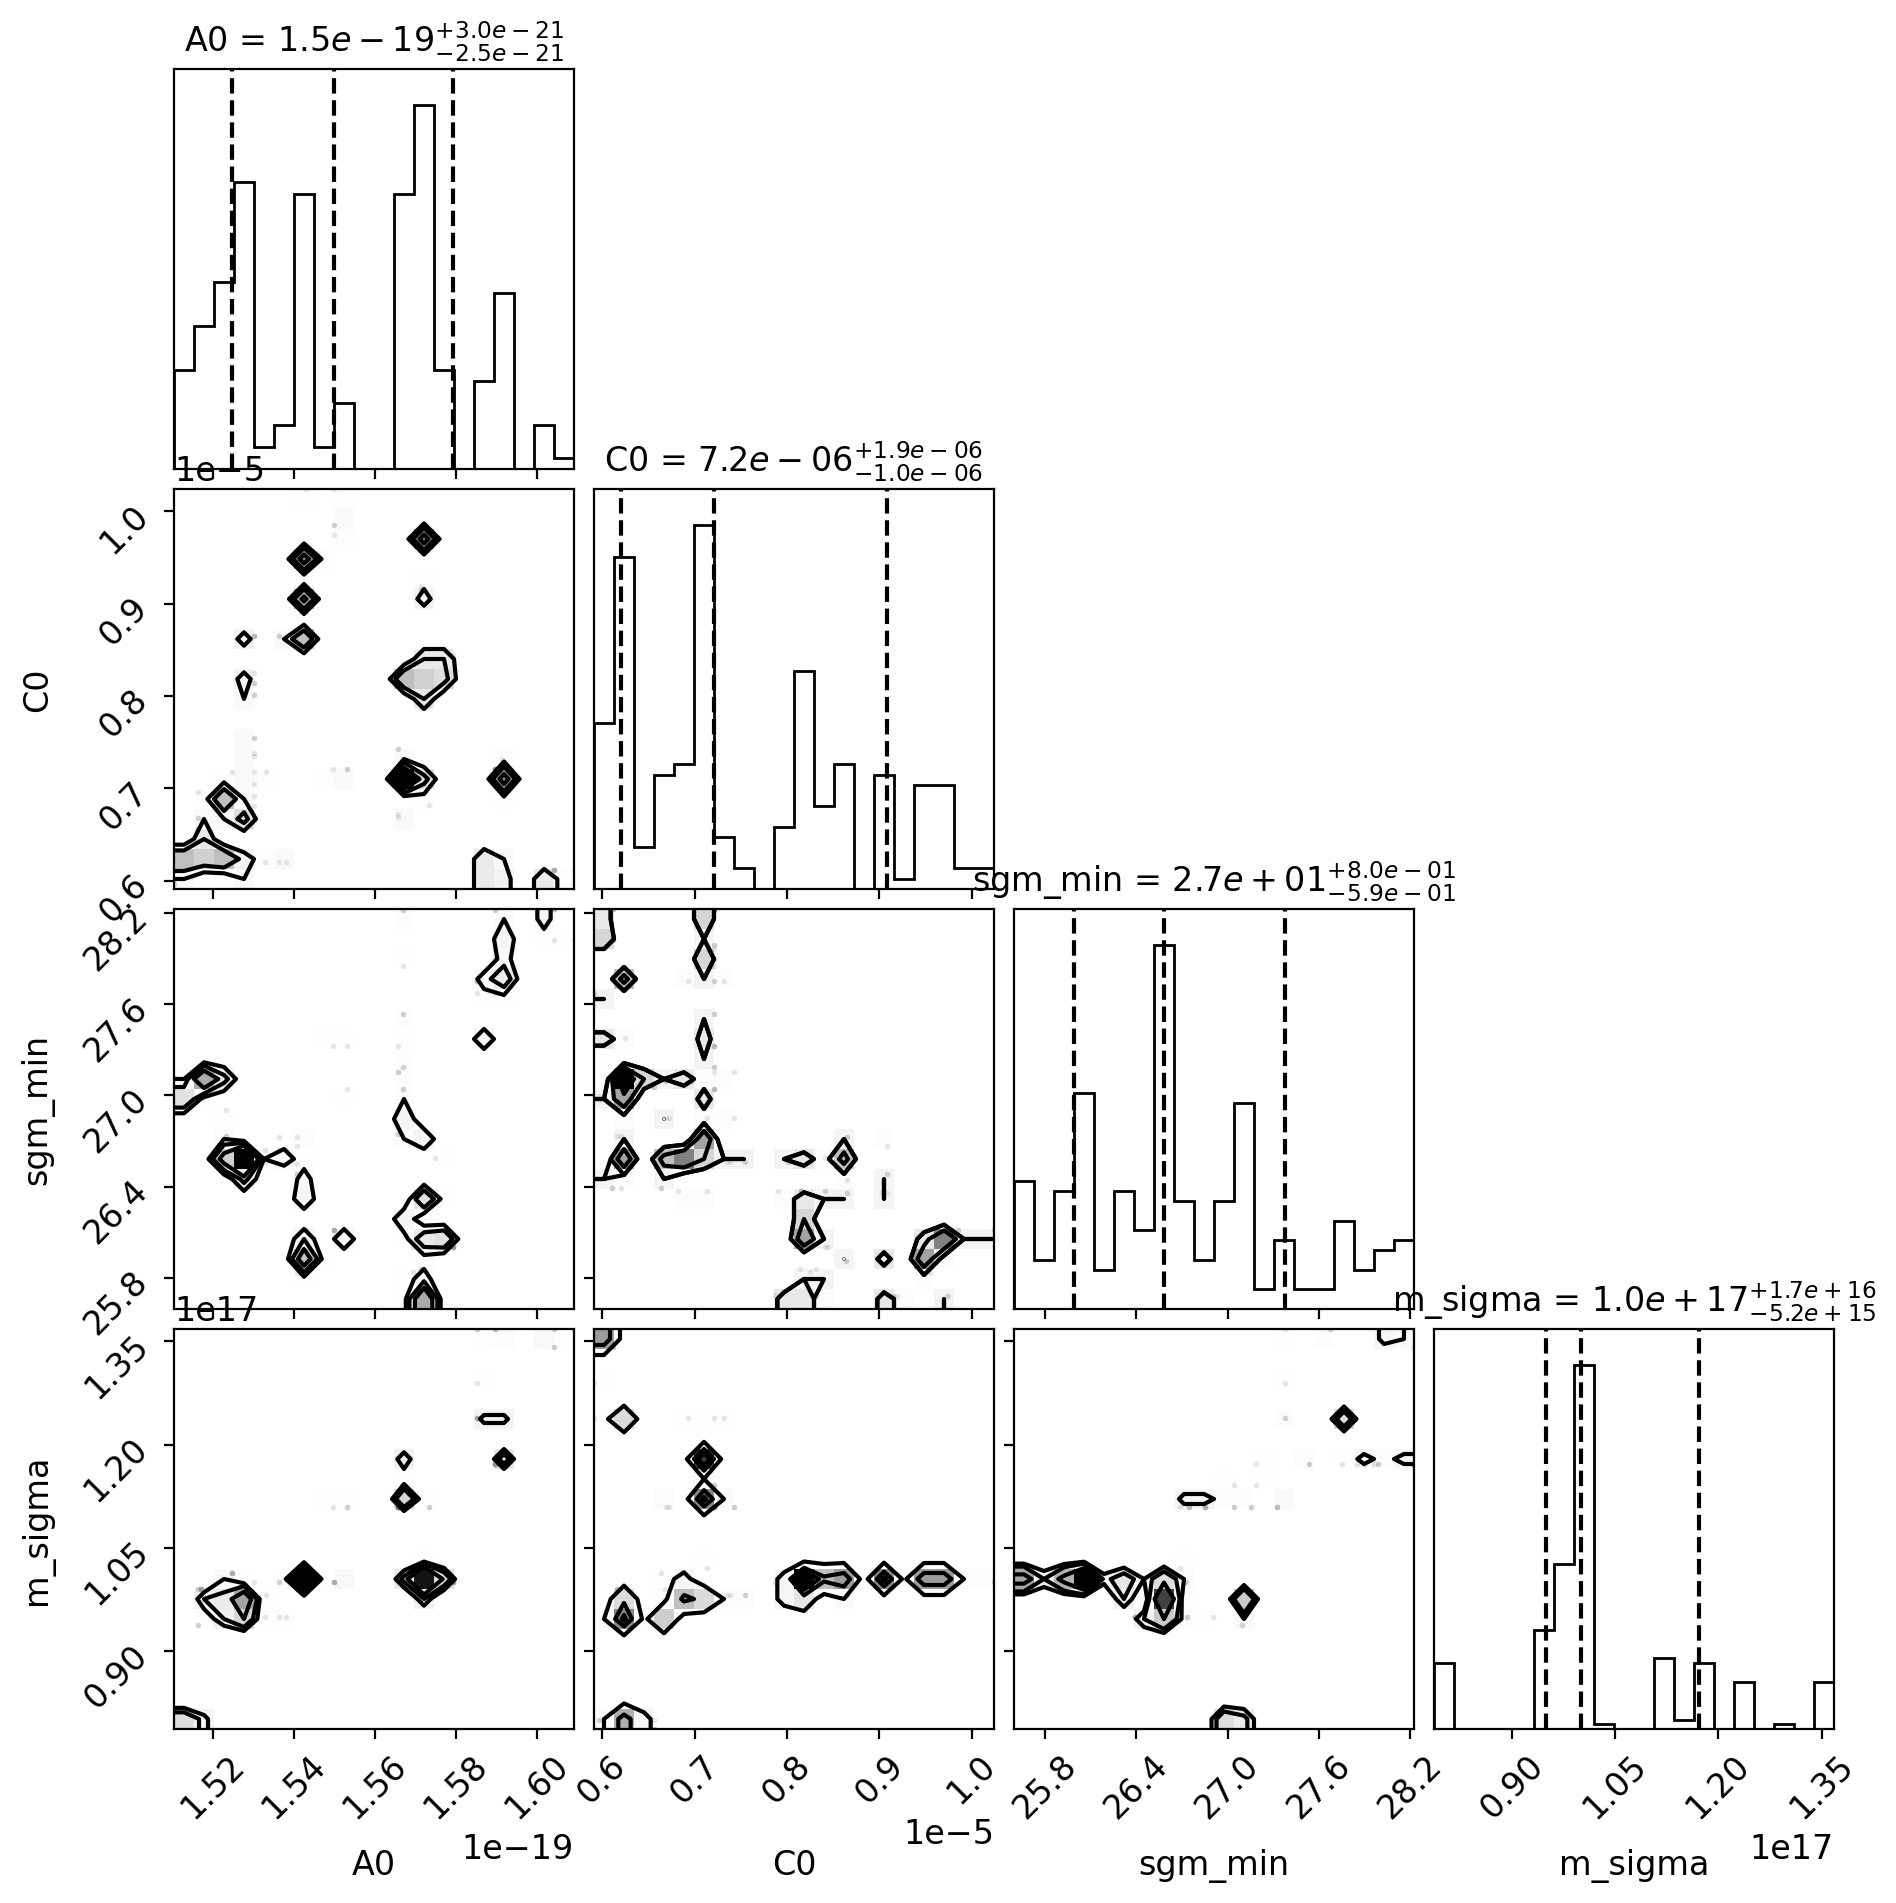 A0 = 1.5e − 19 +3.0e − 21 −2.5e − 21
1e−5
C0 = 7.2e − 06 +1.9e − 06 −1.0e − 06
1.0
0.9
0.8
0.7
0.6
C0
sgm_min = 2.7e + 01 +8.0e − 01 −5.9e − 01
28.2
27.6
27.0
26.4
25.8
sgm_min
1e17
m_sigma = 1.0e + 17 +1.7e + 16 −5.2e + 15
1.35
1.20
1.05
0.90
m_sigma
1.52 1.54 1.56 1.58 1.60
0.6 0.7 0.8 0.9 1.0
25.8 26.4 27.0 27.6 28.2
0.90 1.05 1.20 1.35
1e−19 1e−5 1e17
A0 C0 sgm_min m_sigma